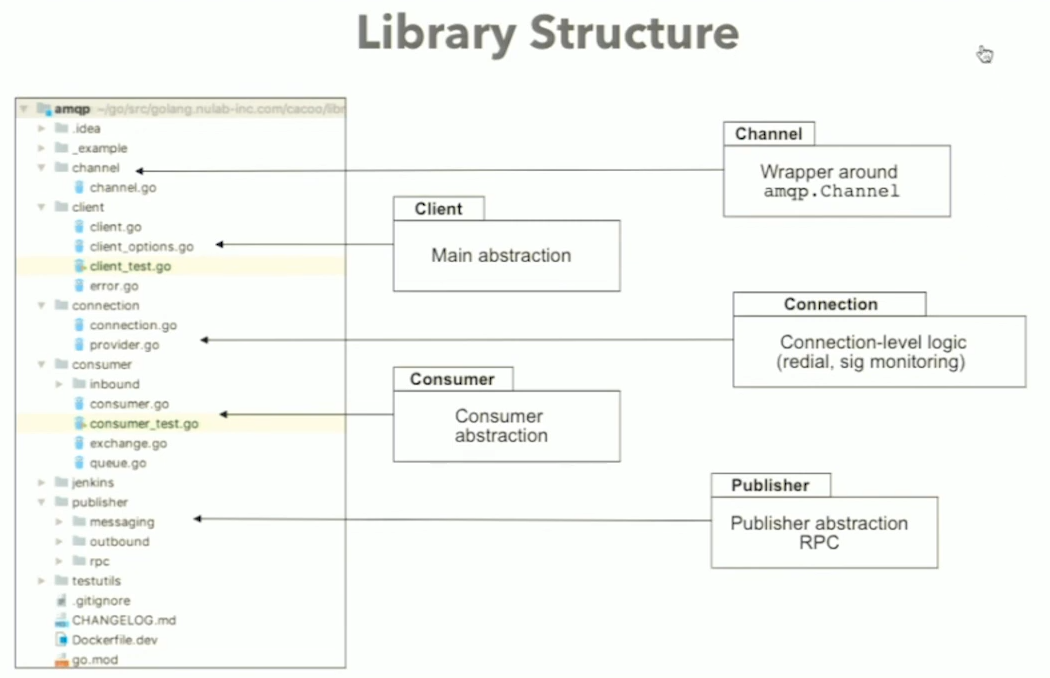 Library Structure
amqp ~/go/src/golang.nulab-inc.com/cacoo/libr
.idea
_example
channel
channel.go
client
client.go
client_options.go
client_test.go
error.go
connection
connection.go
provider.go
consumer
inbound
consumer.go
consumer_test.go
exchange.go
queue.go
jenkins
publisher
messaging
outbound
rpc
testutils
.gitignore
CHANGELOG.md
Dockerfile.dev
go.mod
Channel
Wrapper around
amqp.Channel
Client
Main abstraction
Connection
Connection-level logic
(redial, sig monitoring)
Consumer
Consumer
abstraction
Publisher
Publisher abstraction
RPC